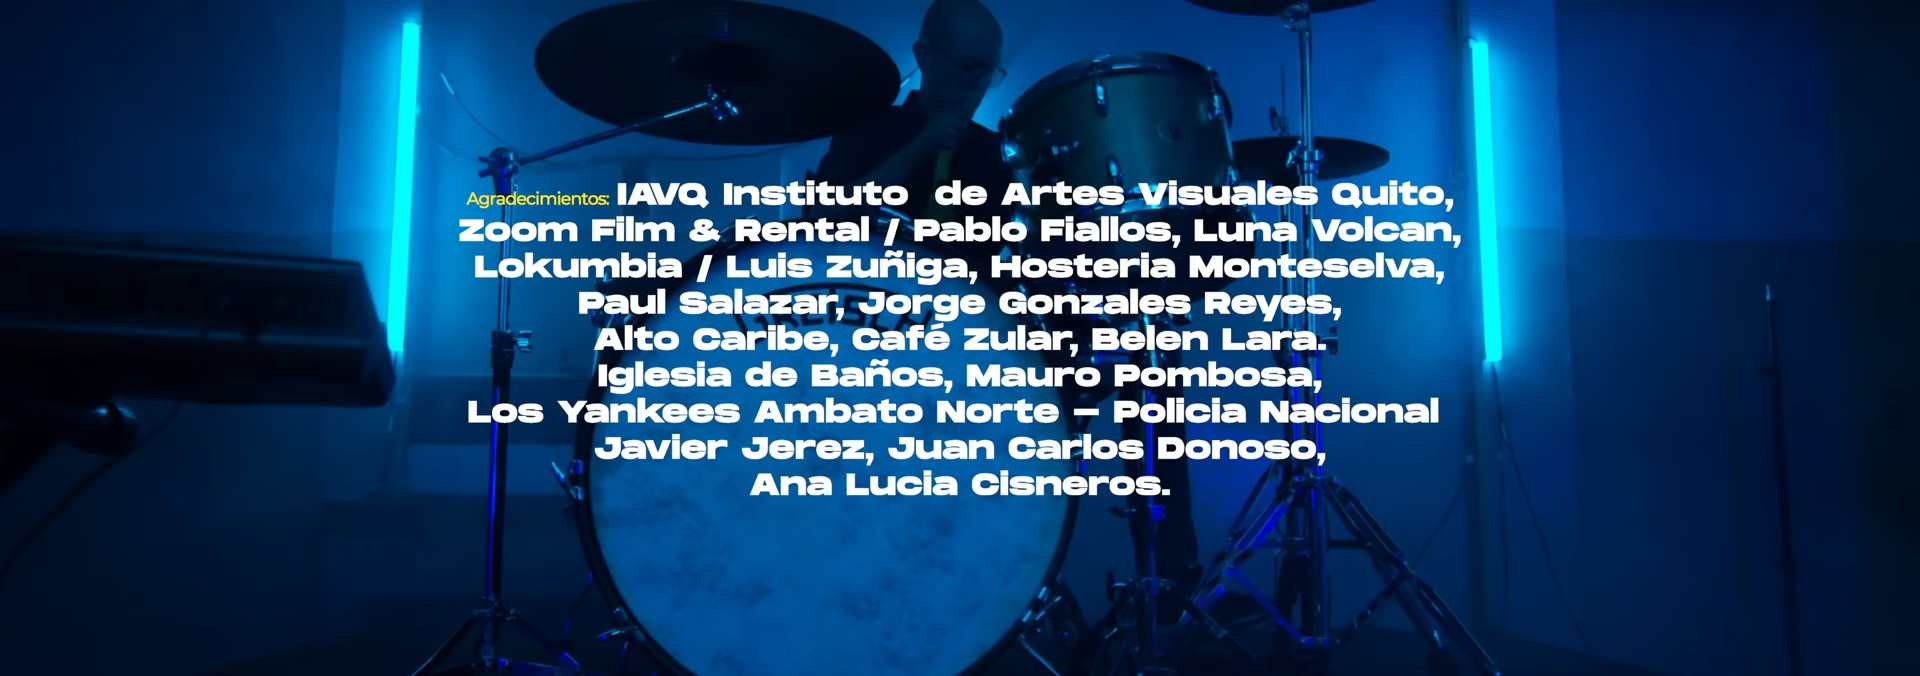 Agradecimientos: IAVQ Instituto de Artes Visuales Quito,
Zoom Film & Rental / Pablo Fiallos, Luna Volcan,
Lokumbia / Luis Zuñiga, Hosteria Monteselva,
Paul Salazar, Jorge Gonzales Reyes,
Alto Caribe, Café Zular, Belen Lara.
Iglesia de Baños, Mauro Pombosa,
Los Yankees Ambato Norte – Policia Nacional
Javier Jerez, Juan Carlos Donoso,
Ana Lucia Cisneros.